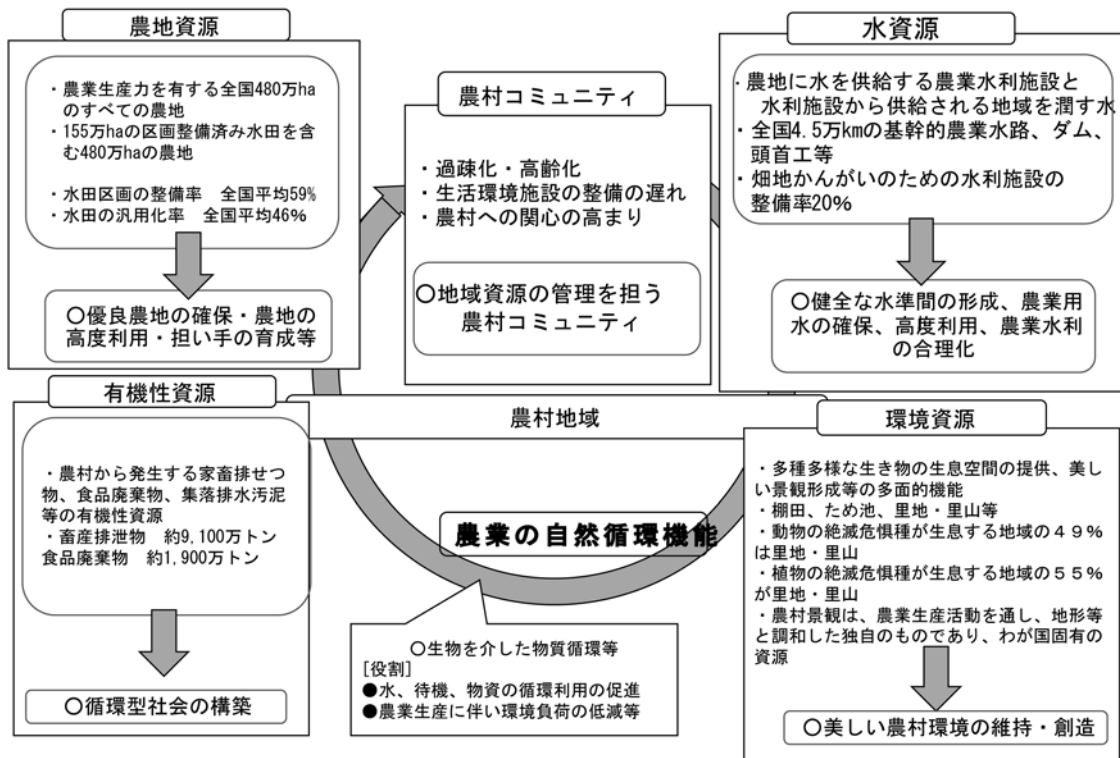 農地資源
・農業生産力を有する全国480万ha
のすべての農地
・155万haの区画整備済み水田を含
む480万haの農地
・水田区画の整備率　全国平均59%
・水田の汎用化率　全国平均46%
○優良農地の確保・農地の
高度利用・担い手の育成等
農村コミュニティ
・過疎化・高齢化
・生活環境施設の整備の遅れ
・農村への関心の高まり
○地域資源の管理を担う
農村コミュニティ
水資源
・農地に水を供給する農業水利施設と
水利施設から供給される地域を潤す水
・全国4.5万kmの基幹的農業水路、ダム、
頭首工等
・畑地かんがいのための水利施設の
整備率20%
○健全な水準間の形成、農業用
水の確保、高度利用、農業水利
の合理化
有機性資源
・農村から発生する家畜排せつ
物、食品廃棄物、集落排水汚泥
等の有機性資源
・畜産排泄物　約9,100万トン
食品廃棄物　約1,900万トン
○循環型社会の構築
農村地域
農業の自然循環機能
○生物を介した物質循環等
[役割]
●水、待機、物資の循環利用の促進
●農業生産に伴い環境負荷の低減等
環境資源
・多種多様な生き物の生息空間の提供、美し
い景観形成等の多面的機能
・棚田、ため池、里地・里山等
・動物の絶滅危惧種が生息する地域の４９%
は里地・里山
・植物の絶滅危惧種が生息する地域の５５%
が里地・里山
・農村景観は、農業生産活動を通し、地形等
と調和した独自のものであり、わが国固有の
資源
○美しい農村環境の維持・創造